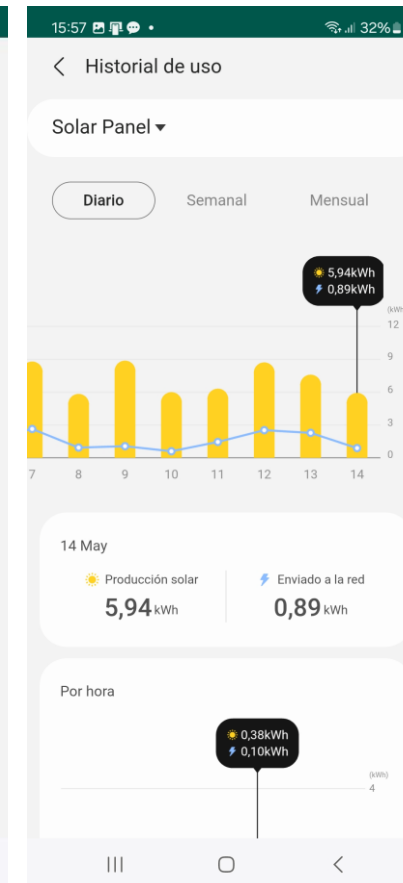 15:57
32%
Historial de uso
Solar Panel
Diario Semanal Mensual
5,94kWh
0,89kWh
(kWh
12
9
6
3
0
7 8 9 10 11 12 13 14
14 May
Producción solar
5,94 kWh
Enviado a la red
0,89 kWh
Por hora
0,38kWh
0,10kWh
(kWh)
4